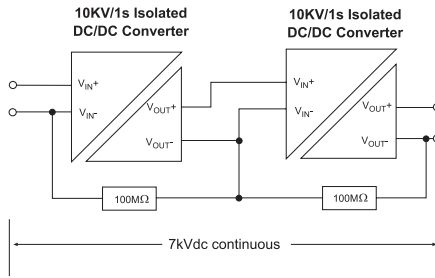 10KV/1s Isolated
DC/DC Converter
10KV/1s Isolated
DC/DC Converter
VIN+
VIN-
VOUT+
VOUT-
VIN+
VIN-
VOUT+
VOUT-
100MΩ
100MΩ
7kVdc continuous